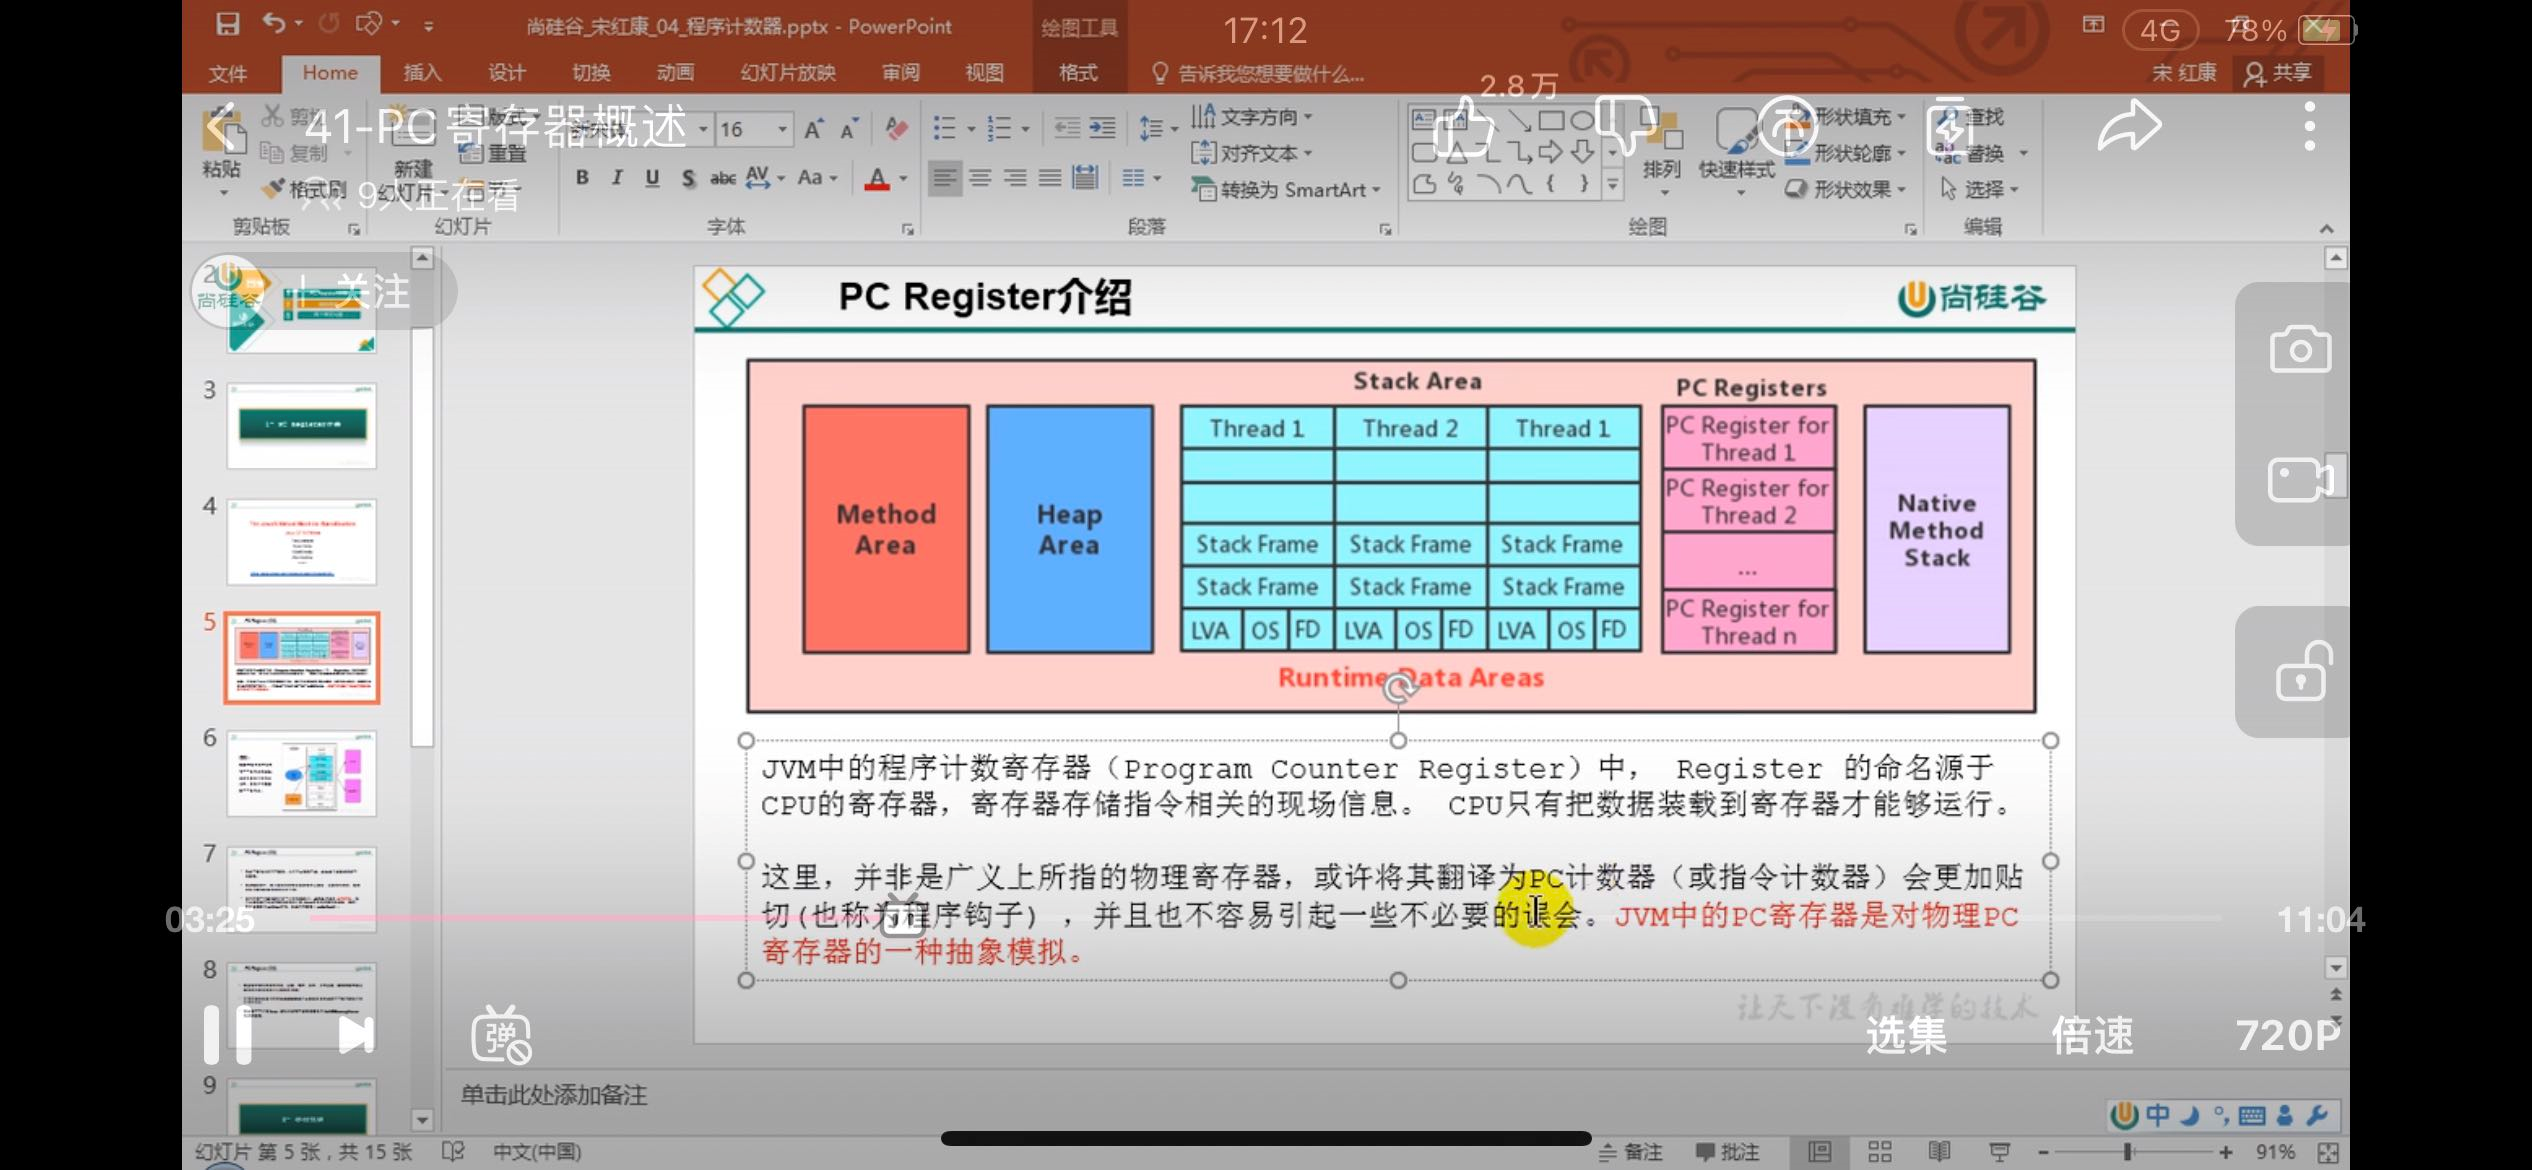 尚硅谷_宋红康_04_程序计数器.pptx - PowerPoint
绘图工具
17:12
4G
78%
文件
Home
插入
设计
切换
动画
幻灯片放映
审阅
视图
格式
告诉我您想要做什么...
宋 红康
共享
2.8万
41-PC寄存器概述
9人正在看
粘贴
复制
格式刷
剪贴板
新建
幻灯片
重置
幻灯片
16
字体
文字方向
对齐文本
转换为 SmartArt
段落
排列
快速样式
形状填充
形状轮廓
形状效果
绘图
查找
替换
选择
编辑
尚硅谷
关注
2
3
4
5
6
7
8
9
PC Register介绍
尚硅谷
Stack Area
PC Registers
Method
Area
Heap
Area
Thread 1
Thread 2
Thread 1
Stack Frame
Stack Frame
Stack Frame
Stack Frame
Stack Frame
Stack Frame
LVA OS FD LVA OS FD LVA OS FD
PC Register for
Thread 1
PC Register for
Thread 2
...
PC Register for
Thread n
Native
Method
Stack
Runtime Data Areas
JVM中的程序计数寄存器（Program Counter Register）中， Register 的命名源于
CPU的寄存器，寄存器存储指令相关的现场信息。 CPU只有把数据装载到寄存器才能够运行。
这里，并非是广义上所指的物理寄存器，或许将其翻译为PC计数器（或指令计数器）会更加贴
切(也称为程序钩子），并且也不容易引起一些不必要的误会。JVM中的PC寄存器是对物理PC
寄存器的一种抽象模拟。
让天下没有难学的技术
03:25
11:04
弹
选集
倍速
720P
单击此处添加备注
中
幻灯片 第 5 张，共 15 张
中文(中国)
备注
批注
91%